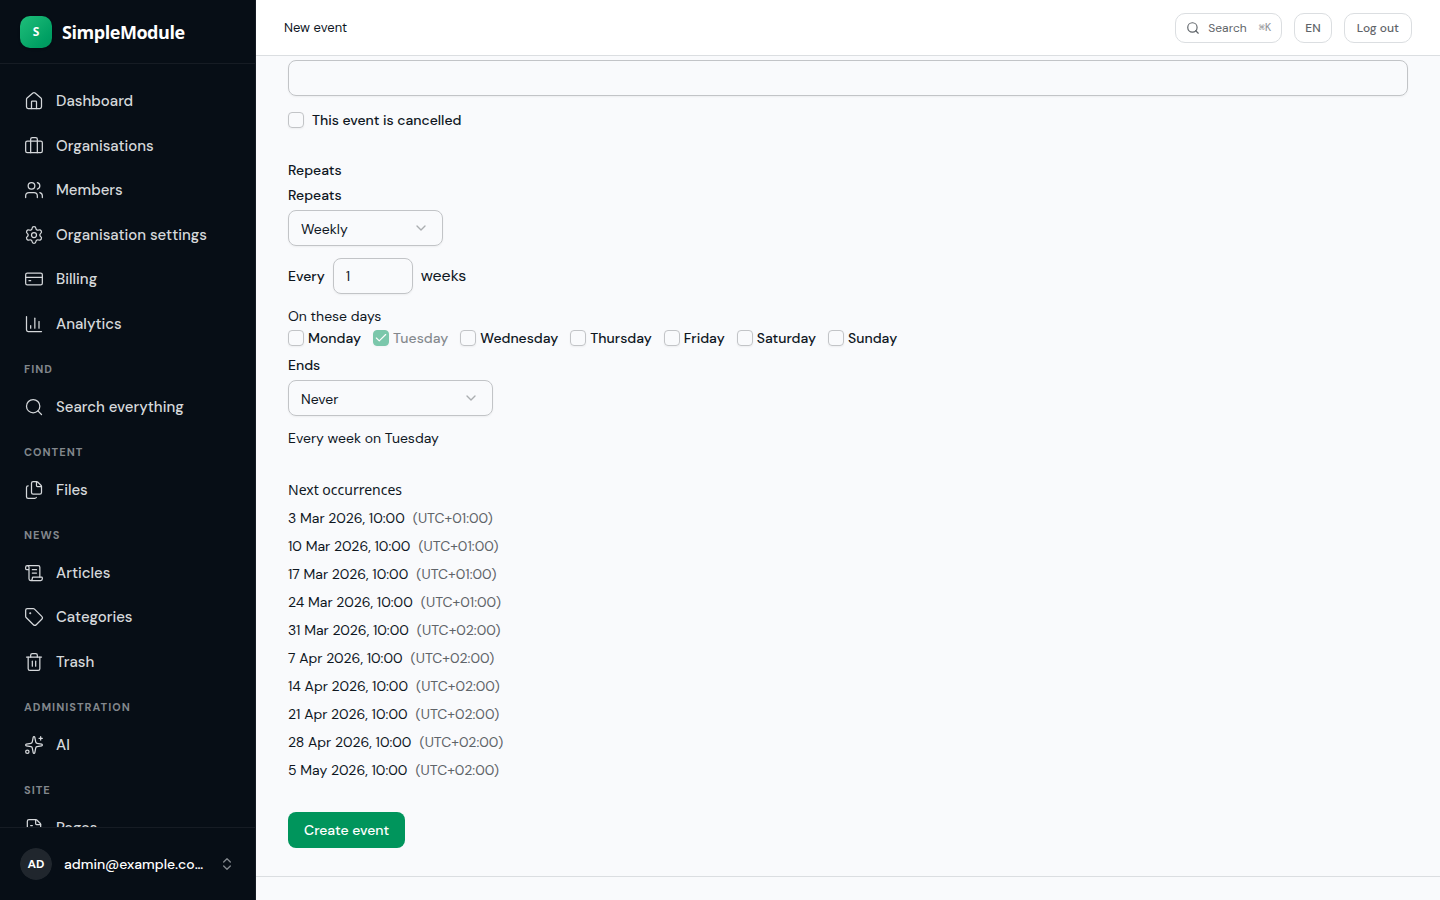 S SimpleModule
Dashboard
Organisations
Members
Organisation settings
Billing
Analytics
FIND
Search everything
CONTENT
Files
NEWS
Articles
Categories
Trash
ADMINISTRATION
AI
SITE
Pages
AD admin@example.co...
New event
Search ⌘K EN Log out
This event is cancelled
Repeats
Repeats
Weekly
Every 1 weeks
On these days
Monday Tuesday Wednesday Thursday Friday Saturday Sunday
Ends
Never
Every week on Tuesday
Next occurrences
3 Mar 2026, 10:00 (UTC+01:00)
10 Mar 2026, 10:00 (UTC+01:00)
17 Mar 2026, 10:00 (UTC+01:00)
24 Mar 2026, 10:00 (UTC+01:00)
31 Mar 2026, 10:00 (UTC+02:00)
7 Apr 2026, 10:00 (UTC+02:00)
14 Apr 2026, 10:00 (UTC+02:00)
21 Apr 2026, 10:00 (UTC+02:00)
28 Apr 2026, 10:00 (UTC+02:00)
5 May 2026, 10:00 (UTC+02:00)
Create event